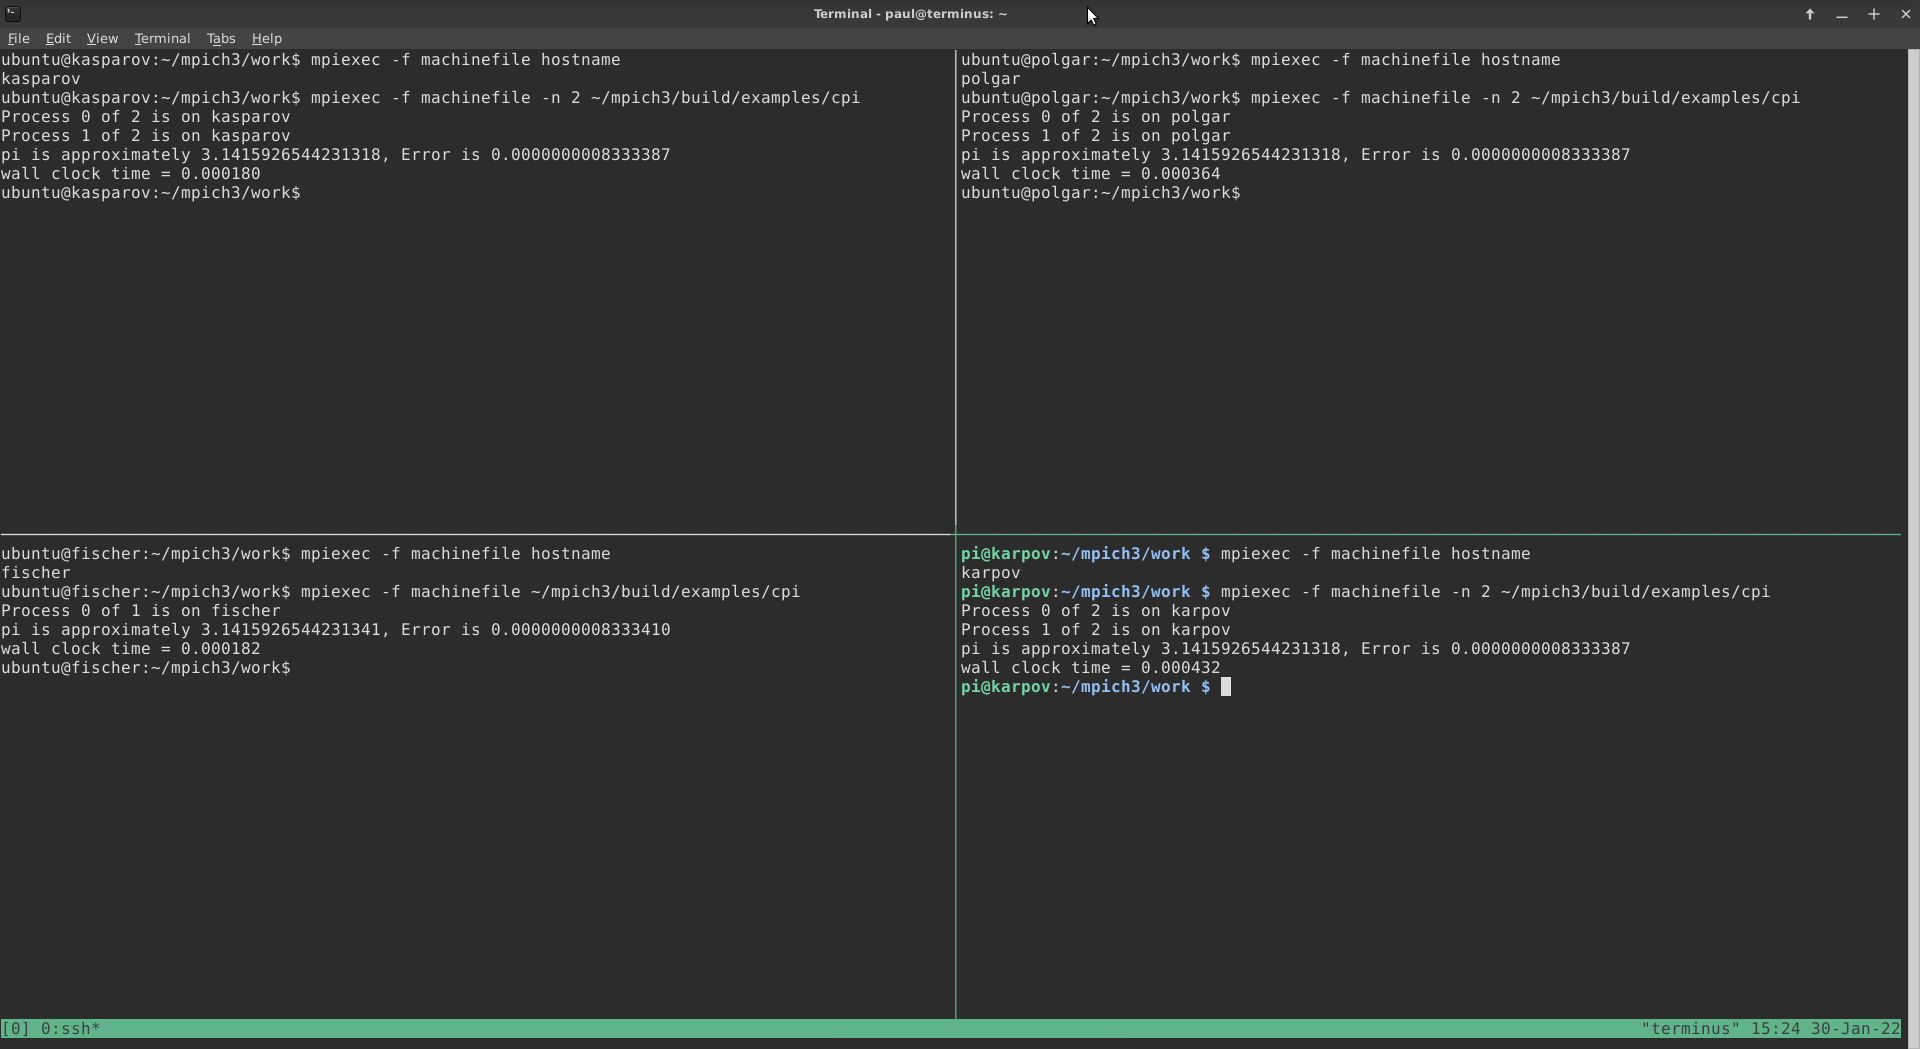 Terminal - paul@terminus: ~
File Edit View Terminal Tabs Help
ubuntu@kasparov:~/mpich3/work$ mpiexec -f machinefile hostname
kasparov
ubuntu@kasparov:~/mpich3/work$ mpiexec -f machinefile -n 2 ~/mpich3/build/examples/cpi
Process 0 of 2 is on kasparov
Process 1 of 2 is on kasparov
pi is approximately 3.1415926544231318, Error is 0.0000000008333387
wall clock time = 0.000180
ubuntu@kasparov:~/mpich3/work$
ubuntu@polgar:~/mpich3/work$ mpiexec -f machinefile hostname
polgar
ubuntu@polgar:~/mpich3/work$ mpiexec -f machinefile -n 2 ~/mpich3/build/examples/cpi
Process 0 of 2 is on polgar
Process 1 of 2 is on polgar
pi is approximately 3.1415926544231318, Error is 0.0000000008333387
wall clock time = 0.000364
ubuntu@polgar:~/mpich3/work$
ubuntu@fischer:~/mpich3/work$ mpiexec -f machinefile hostname
fischer
ubuntu@fischer:~/mpich3/work$ mpiexec -f machinefile ~/mpich3/build/examples/cpi
Process 0 of 1 is on fischer
pi is approximately 3.1415926544231341, Error is 0.0000000008333410
wall clock time = 0.000182
ubuntu@fischer:~/mpich3/work$
pi@karpov:~/mpich3/work $ mpiexec -f machinefile hostname
karpov
pi@karpov:~/mpich3/work $ mpiexec -f machinefile -n 2 ~/mpich3/build/examples/cpi
Process 0 of 2 is on karpov
Process 1 of 2 is on karpov
pi is approximately 3.1415926544231318, Error is 0.0000000008333387
wall clock time = 0.000432
pi@karpov:~/mpich3/work $
[0] 0:ssh* "terminus" 15:24 30-Jan-22